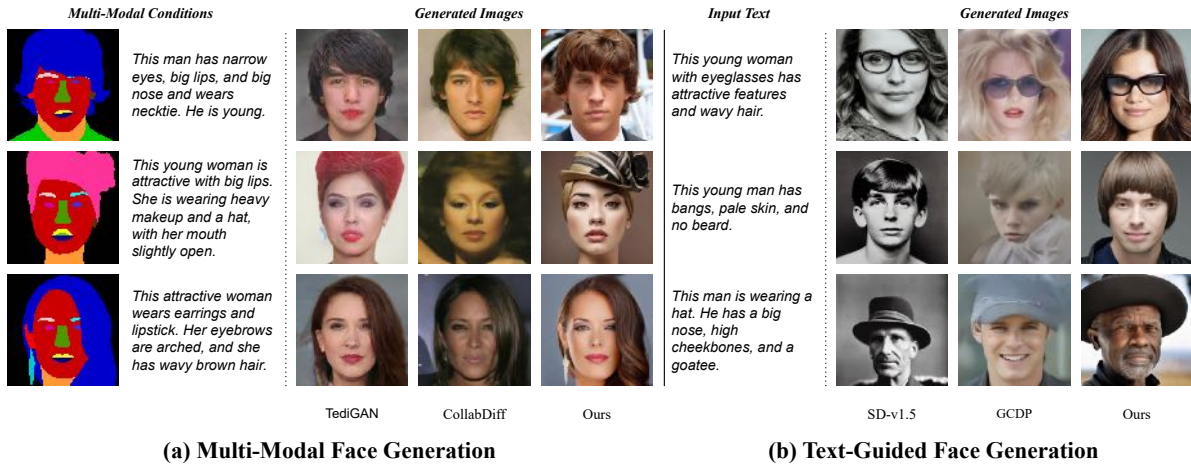 Multi-Modal Conditions
Generated Images
This man has narrow
eyes, big lips, and big
nose and wears
necktie. He is young.
This young woman is
attractive with big lips.
She is wearing heavy
makeup and a hat,
with her mouth
slightly open.
This attractive woman
wears earrings and
lipstick. Her eyebrows
are arched, and she
has wavy brown hair.
TediGAN
CollabDiff
Ours
(a) Multi-Modal Face Generation
Input Text
Generated Images
This young woman
with eyeglasses has
attractive features
and wavy hair.
This young man has
bangs, pale skin, and
no beard.
This man is wearing a
hat. He has a big
nose, high
cheekbones, and a
goatee.
SD-v1.5
GCDP
Ours
(b) Text-Guided Face Generation